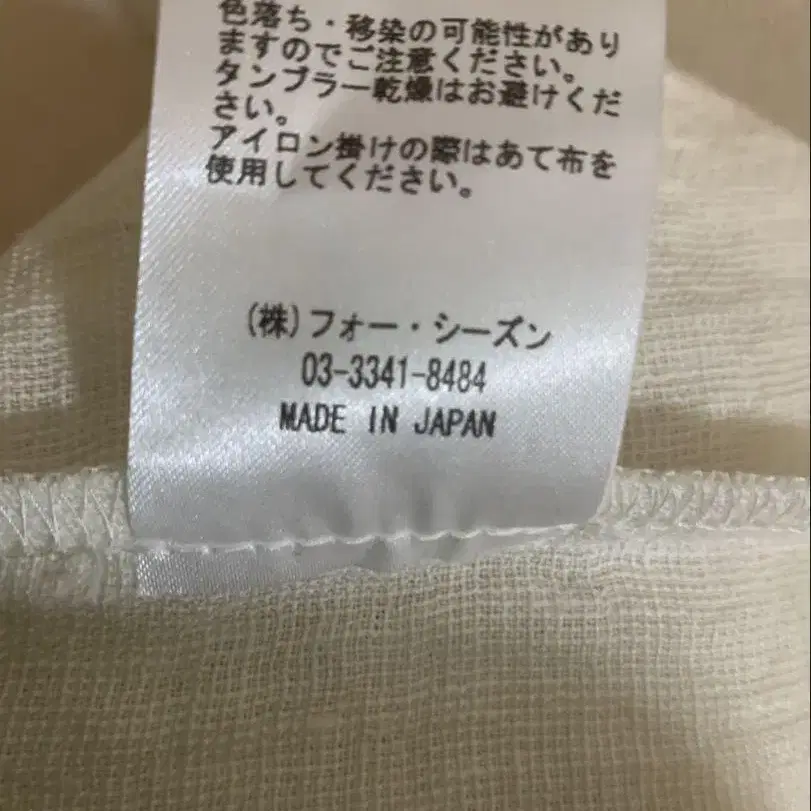 色落ち・移染の可能性があり
ますのでご注意ください。
タンブラー乾燥はお避けくだ
さい。
アイロン掛けの際はあて布を
使用してください。
(株)フォー・シーズン
03-3341-8484
MADE IN JAPAN